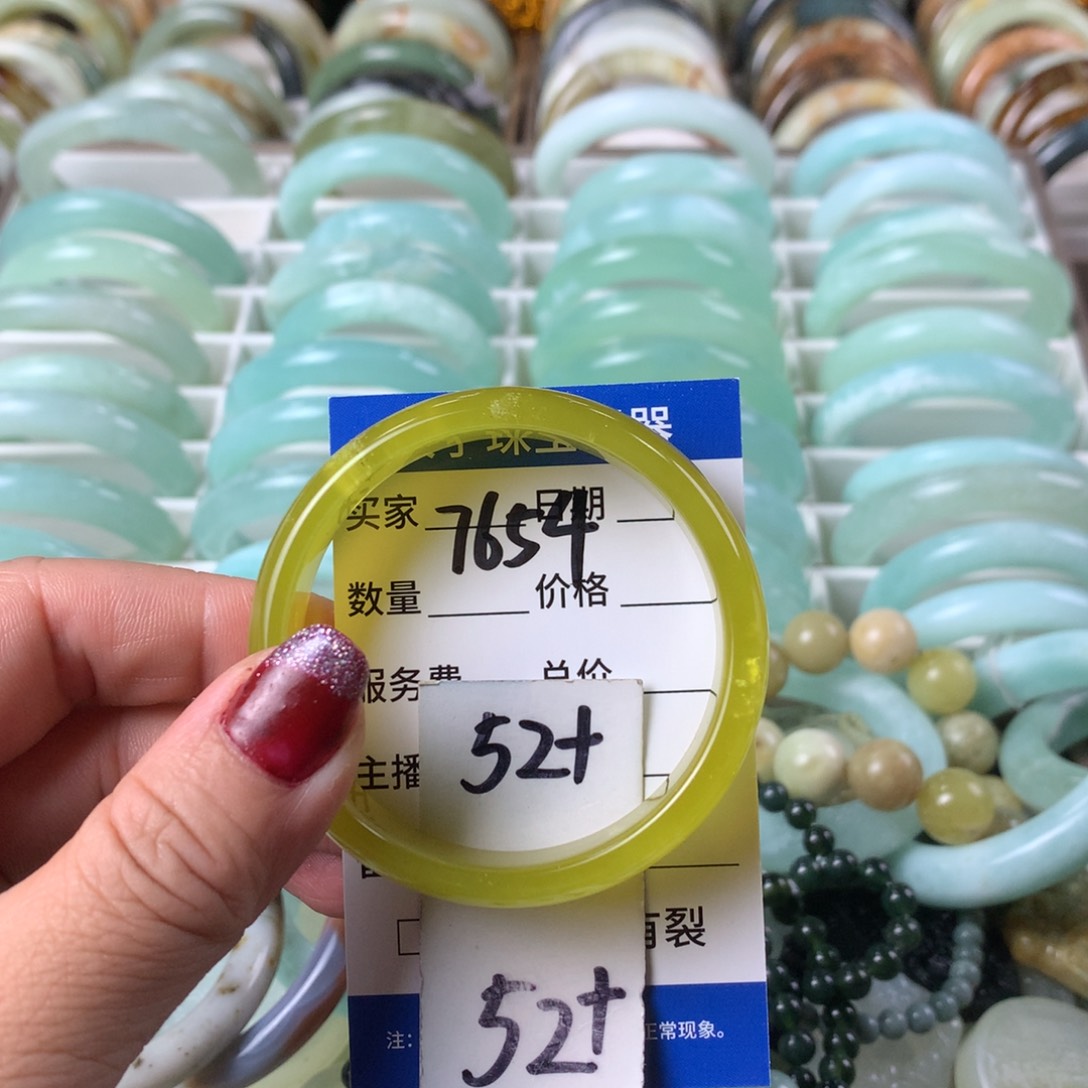 器
买家 7654 日期
数量 价格
服务费 总价
主播
52+
有裂
52+
注: 正常现象。